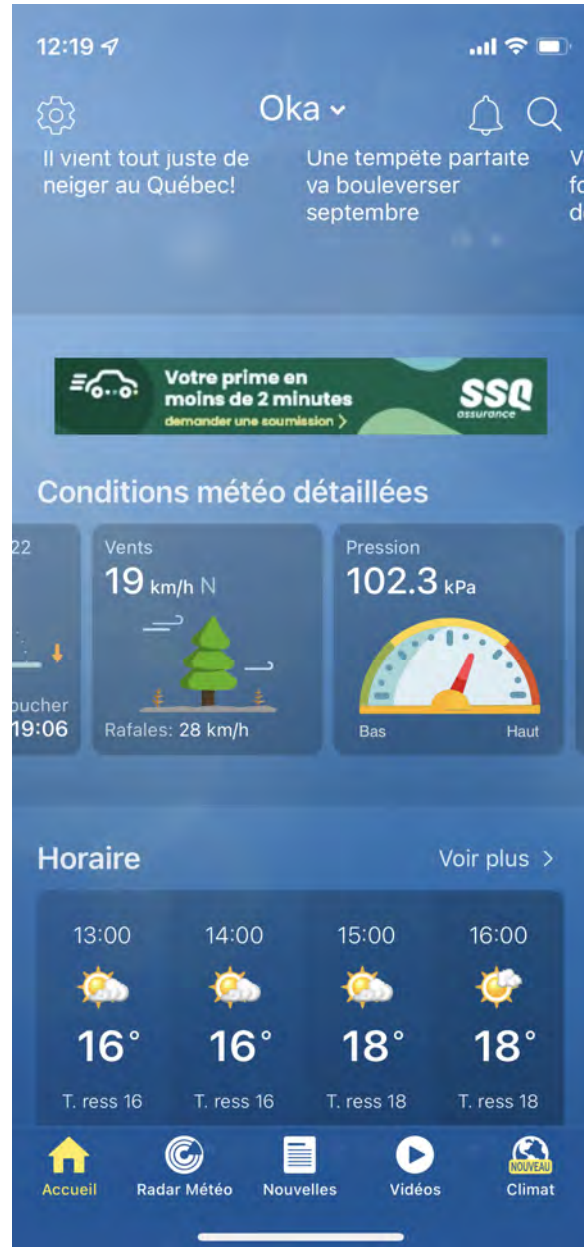 12:19
Oka
Il vient tout juste de
neiger au Québec!
Une tempête parfaite
va bouleverser
septembre
Votre prime en
moins de 2 minutes
demander une soumission >
SSQ
assurance
Conditions météo détaillées
22
oucher
19:06
Vents
19 km/h N
Rafales: 28 km/h
Pression
102.3 kPa
Bas
Haut
Horaire
Voir plus >
13:00 14:00 15:00 16:00
16° 16° 18° 18°
T. ress 16 T. ress 16 T. ress 18 T. ress 18
NOUVEAU
Accueil Radar Météo Nouvelles Vidéos Climat